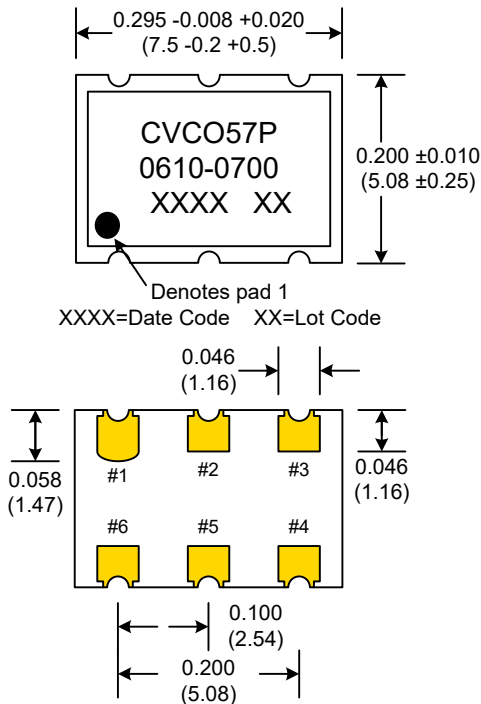 0.295 -0.008 +0.020
(7.5 -0.2 +0.5)
CVCO57P
0610-0700
XXXX XX
0.200 ±0.010
(5.08 ±0.25)
Denotes pad 1
XXXX=Date Code XX=Lot Code
0.046
(1.16)
0.058
(1.47)
#1 #2 #3
0.046
(1.16)
#6 #5 #4
0.100
(2.54)
0.200
(5.08)